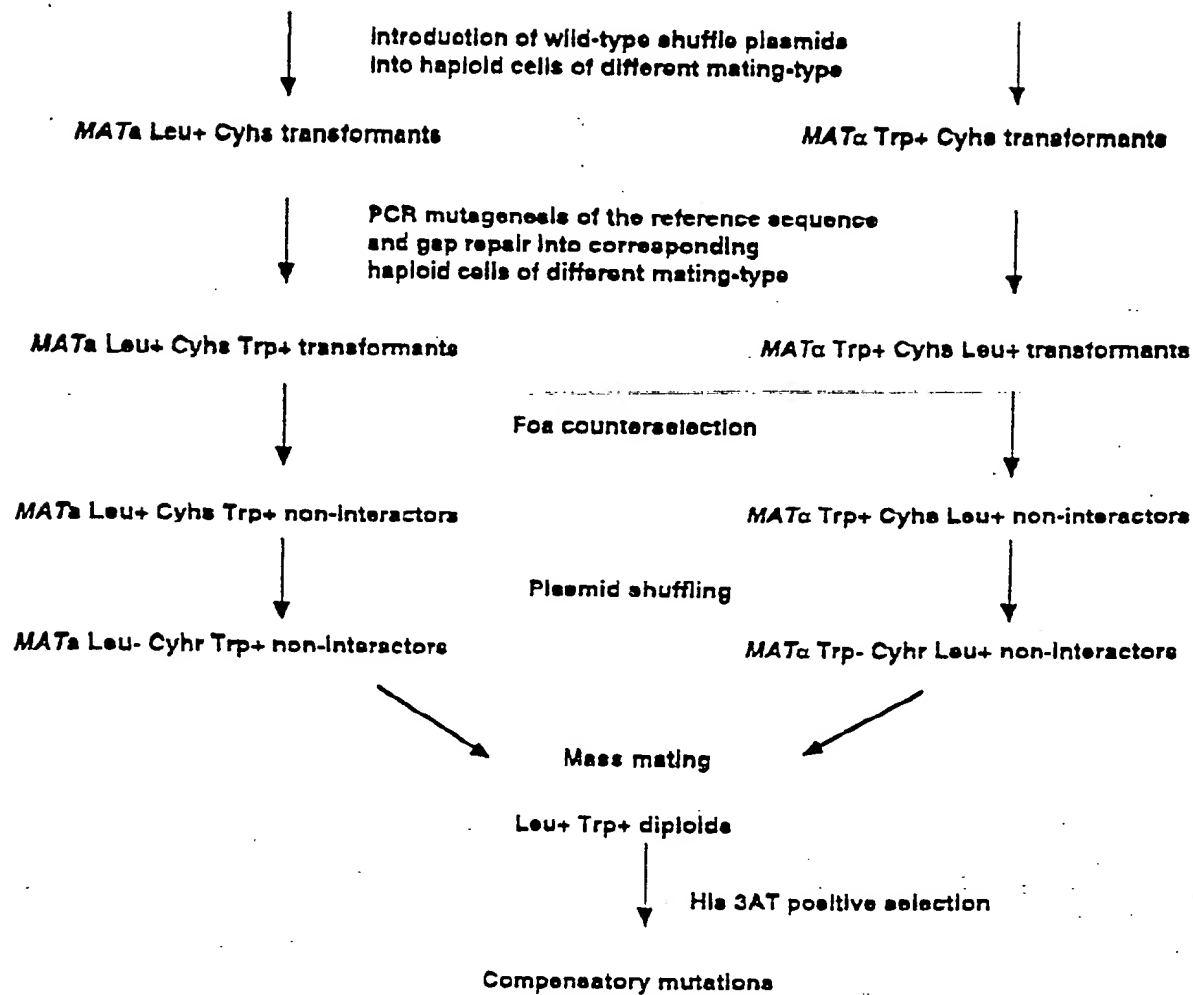 Introduction of wild-type shuffle plasmids
into haploid cells of different mating-type
MATa Leu+ Cyhs transformants
MATα Trp+ Cyhs transformants
PCR mutagenesis of the reference sequence
and gap repair into corresponding
haploid cells of different mating-type
MATa Leu+ Cyhs Trp+ transformants
MATα Trp+ Cyhs Leu+ transformants
Foa counterselection
MATa Leu+ Cyhs Trp+ non-interactors
MATα Trp+ Cyhs Leu+ non-interactors
Plasmid shuffling
MATa Leu- Cyhr Trp+ non-interactors
MATα Trp- Cyhr Leu+ non-interactors
Mass mating
Leu+ Trp+ diploids
His 3AT positive selection
Compensatory mutations